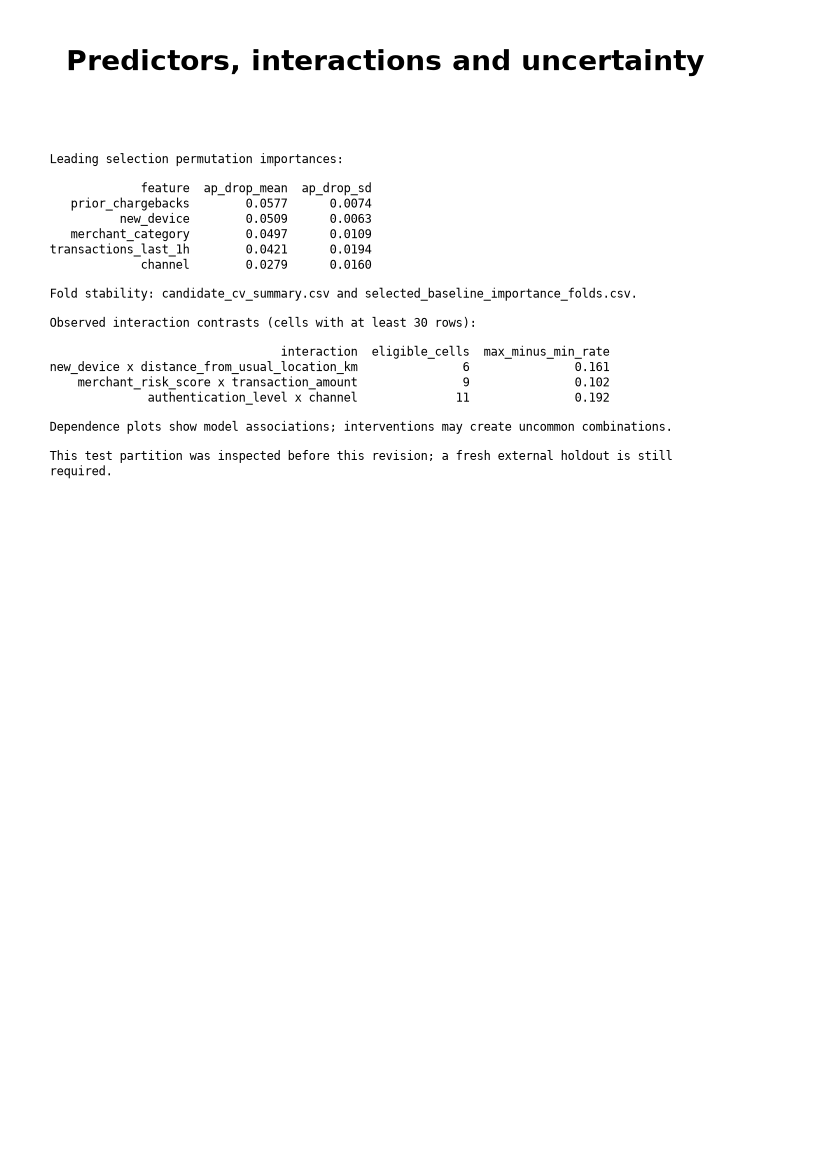 Predictors, interactions and uncertainty
Leading selection permutation importances:
feature  ap_drop_mean  ap_drop_sd
prior_chargebacks        0.0577      0.0074
new_device        0.0509      0.0063
merchant_category        0.0497      0.0109
transactions_last_1h        0.0421      0.0194
channel        0.0279      0.0160
Fold stability: candidate_cv_summary.csv and selected_baseline_importance_folds.csv.
Observed interaction contrasts (cells with at least 30 rows):
interaction  eligible_cells  max_minus_min_rate
new_device x distance_from_usual_location_km               6               0.161
merchant_risk_score x transaction_amount               9               0.102
authentication_level x channel              11               0.192
Dependence plots show model associations; interventions may create uncommon combinations.
This test partition was inspected before this revision; a fresh external holdout is still
required.